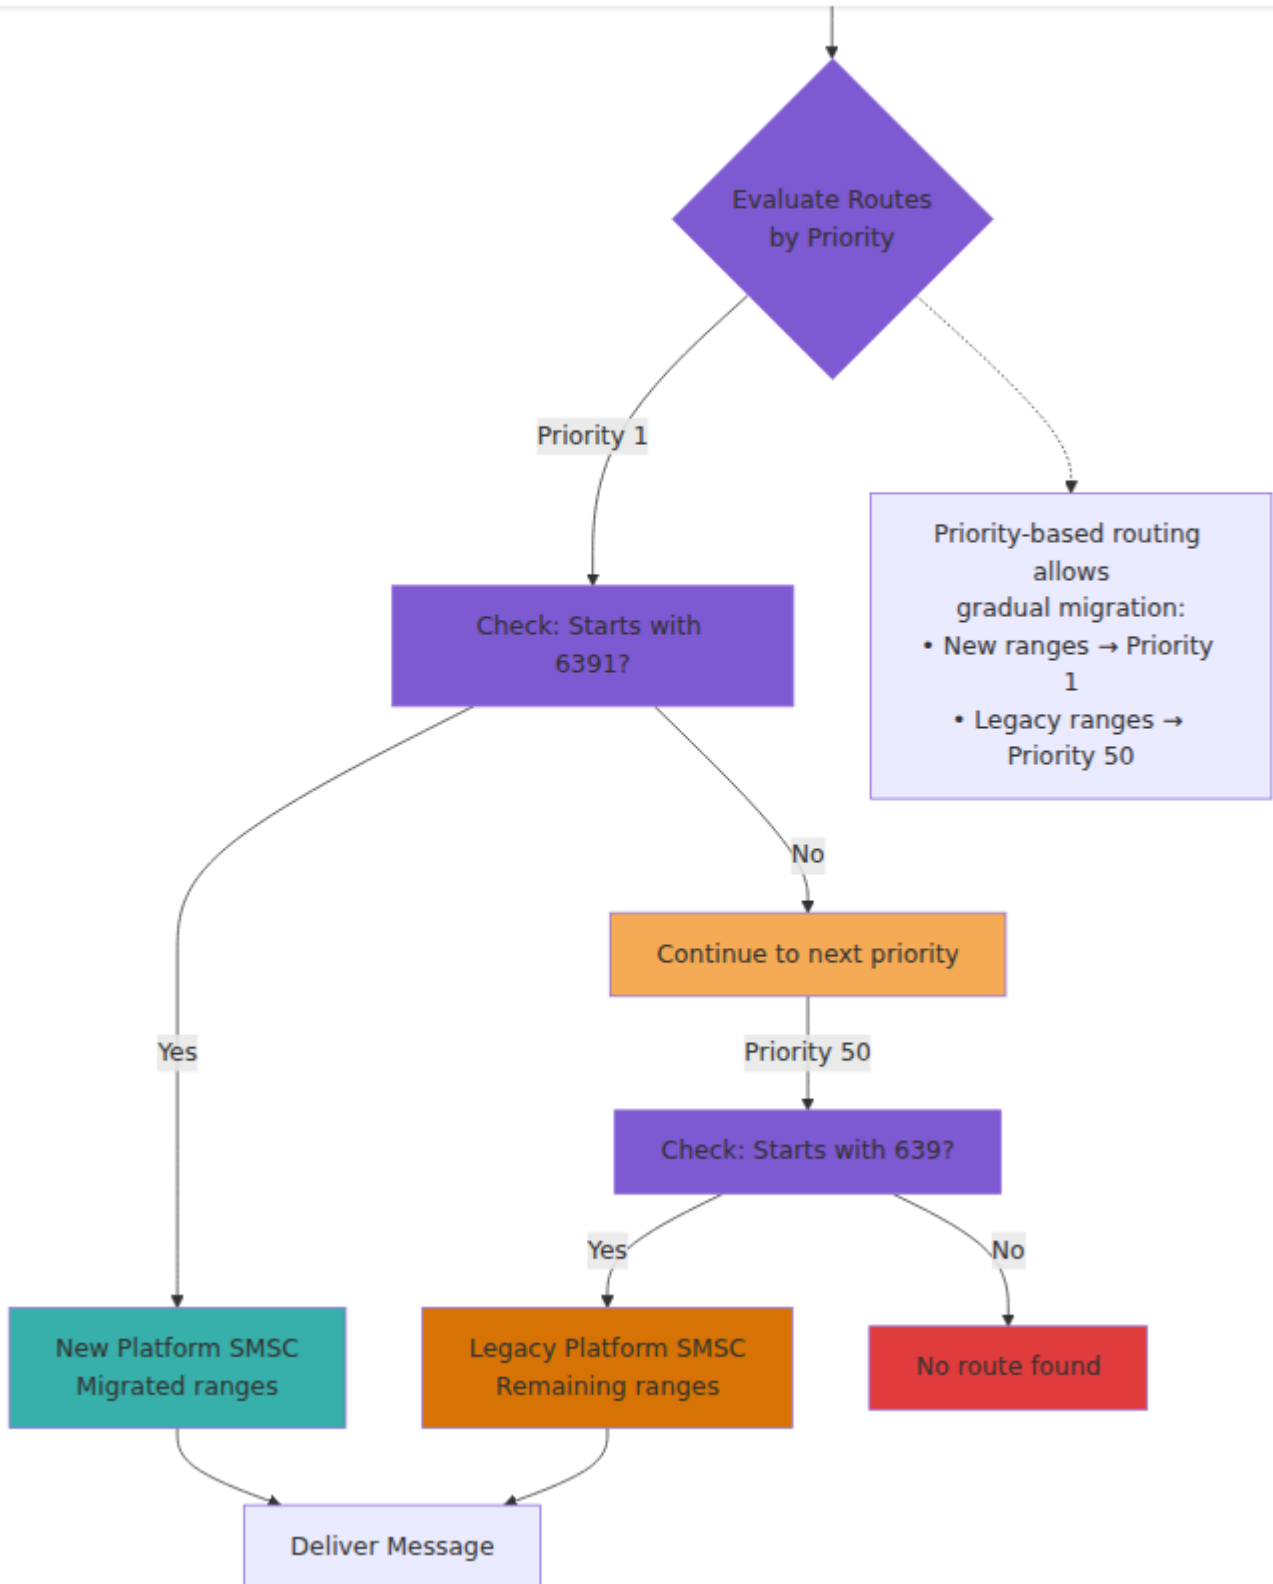 Evaluate Routes
by Priority
Priority 1
Priority-based routing
allows
gradual migration:
• New ranges → Priority
1
• Legacy ranges →
Priority 50
Check: Starts with
6391?
No
Continue to next priority
Yes
Priority 50
Check: Starts with 639?
Yes
No
New Platform SMSC
Migrated ranges
Legacy Platform SMSC
Remaining ranges
No route found
Deliver Message